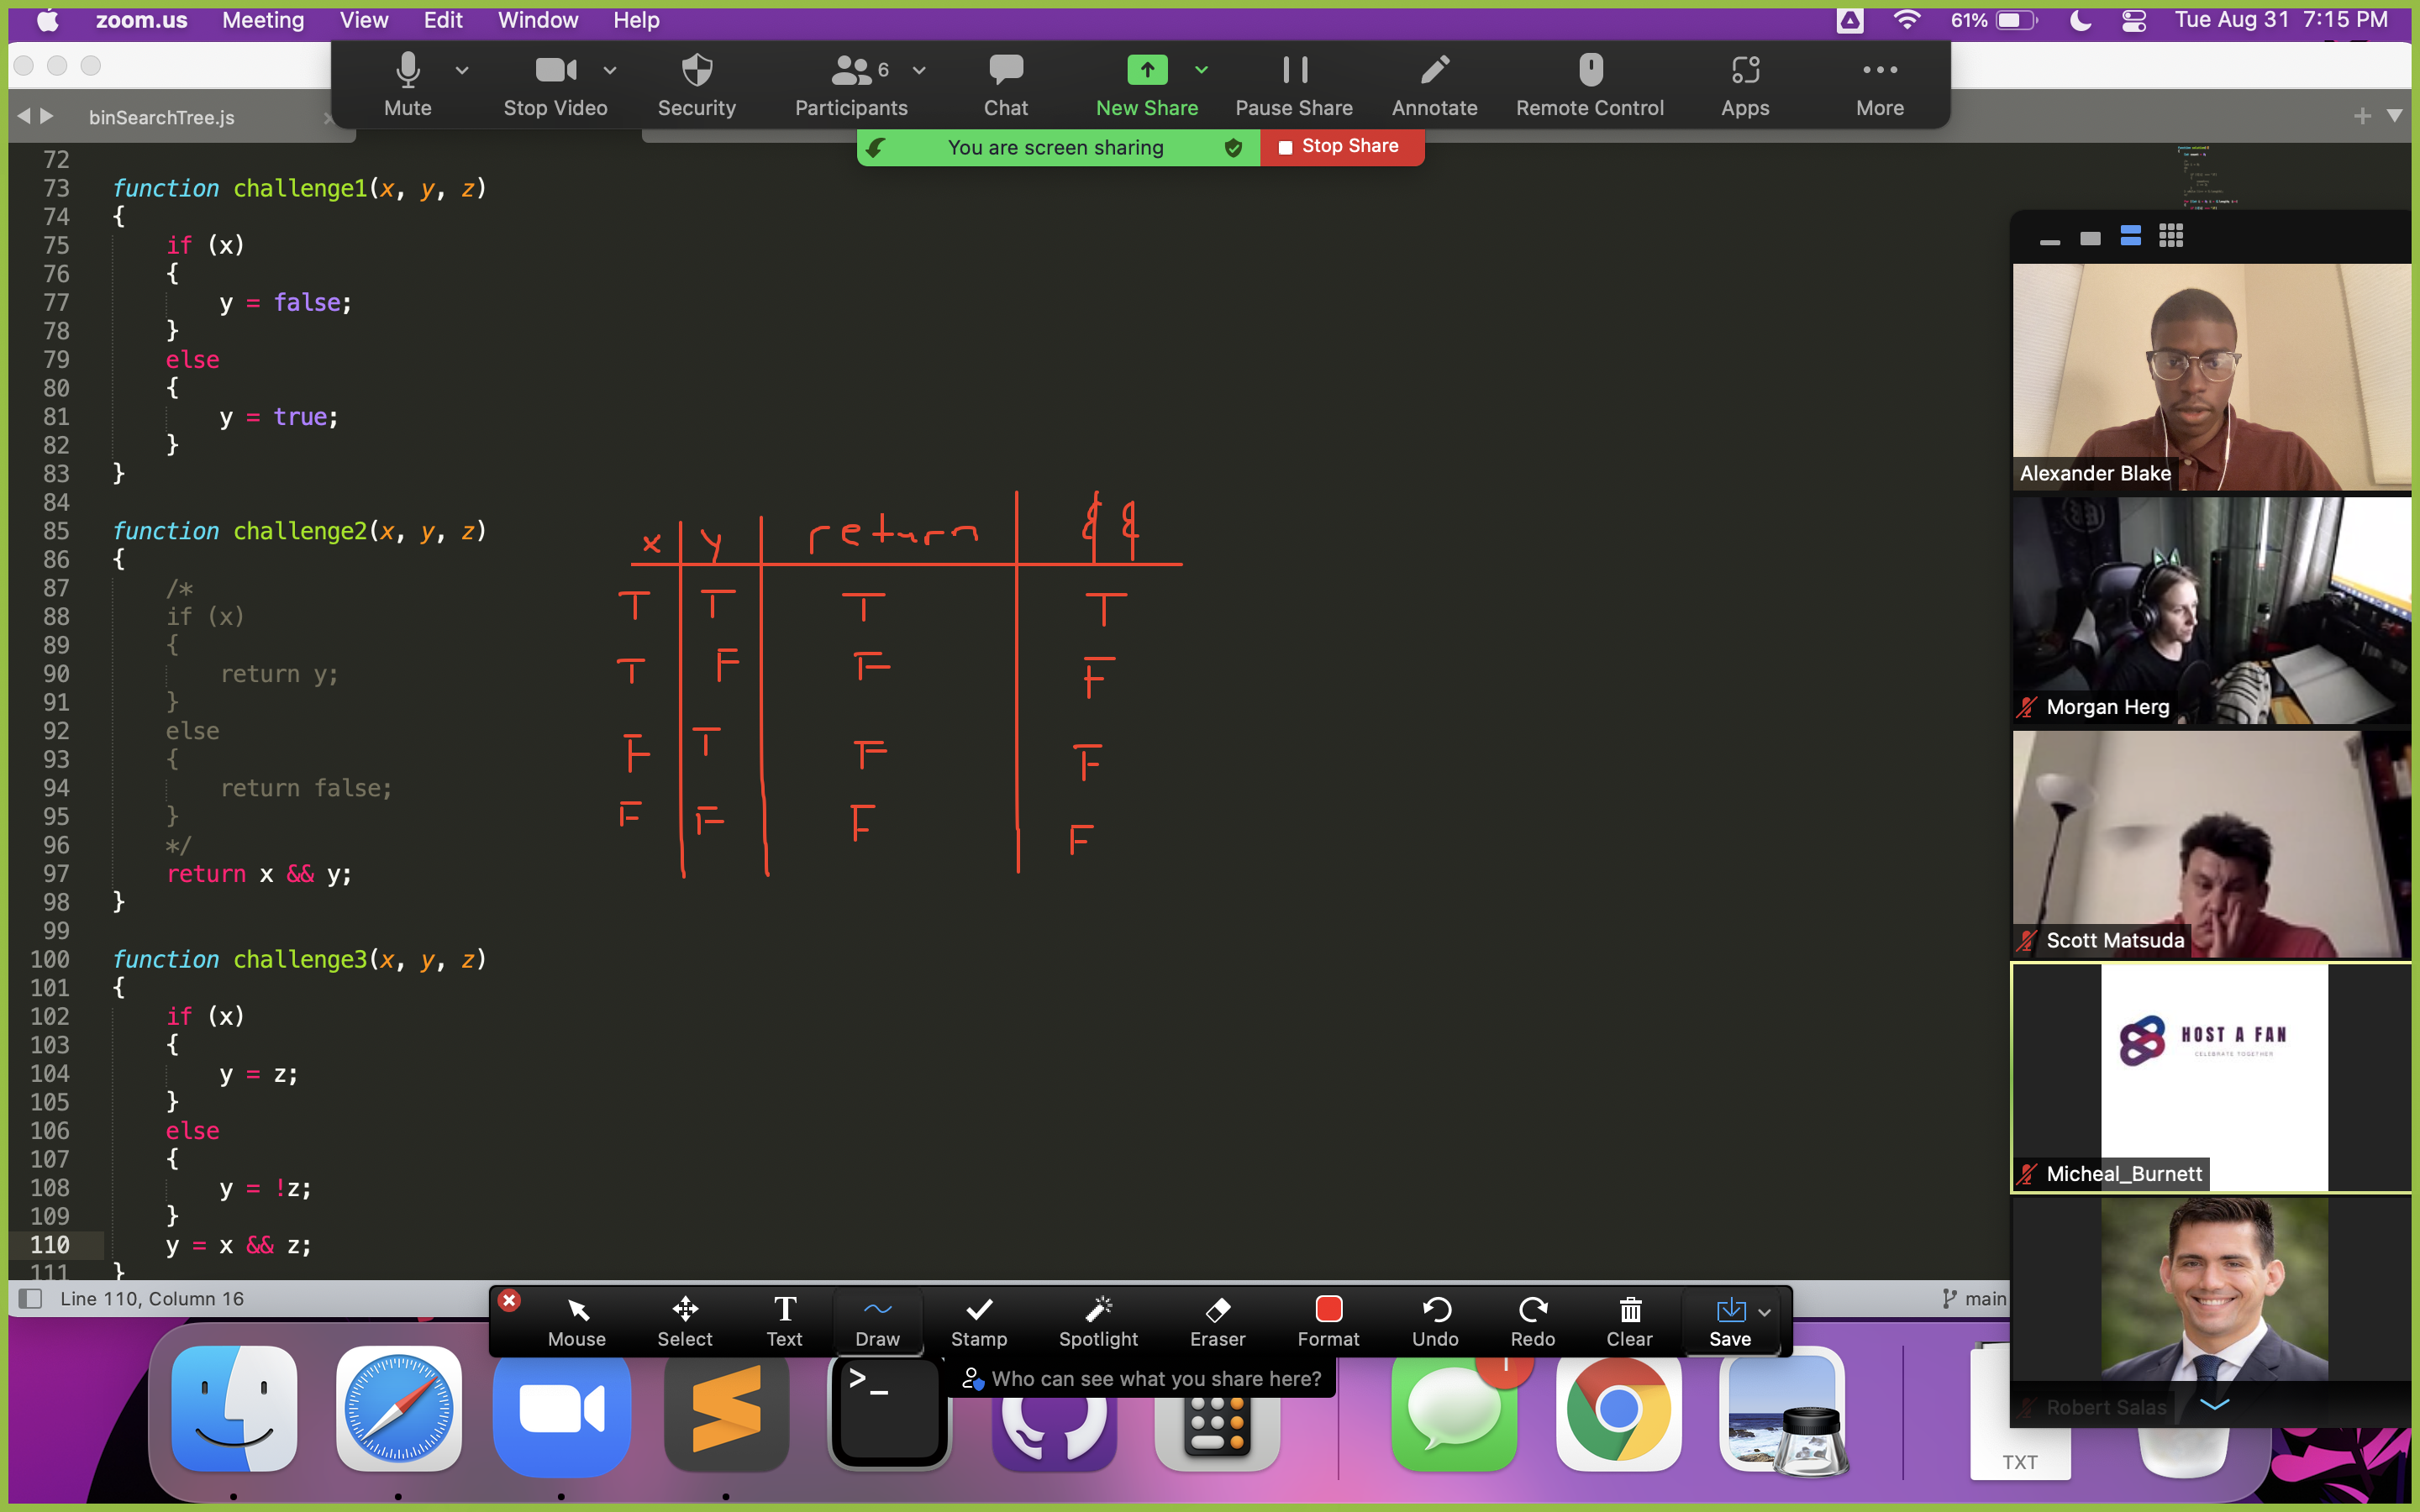 zoom.us Meeting View Edit Window Help 61% Tue Aug 31 7:15 PM
Mute Stop Video Security Participants 6 Chat New Share Pause Share Annotate Remote Control Apps More
You are screen sharing Stop Share
binSearchTree.js
72
73 function challenge1(x, y, z)
74 {
75 if (x)
76 {
77 y = false;
78 }
79 else
80 {
81 y = true;
82 }
83 }
84
85 function challenge2(x, y, z)
86 {
87 /*
88 if (x)
89 {
90 return y;
91 }
92 else
93 {
94 return false;
95 }
96 */
97 return x && y;
98 }
99
100 function challenge3(x, y, z)
101 {
102 if (x)
103 {
104 y = z;
105 }
106 else
107 {
108 y = !z;
109 }
110 y = x && z;
111 }
x y return &&
T T T T
T F F F
F T F F
F F F F
Alexander Blake
Morgan Herg
Scott Matsuda
HOST A FAN
CELEBRATE TOGETHER
Micheal_Burnett
Robert Salas
Line 110, Column 16 main
Mouse Select Text Draw Stamp Spotlight Eraser Format Undo Redo Clear Save
Who can see what you share here?
TXT